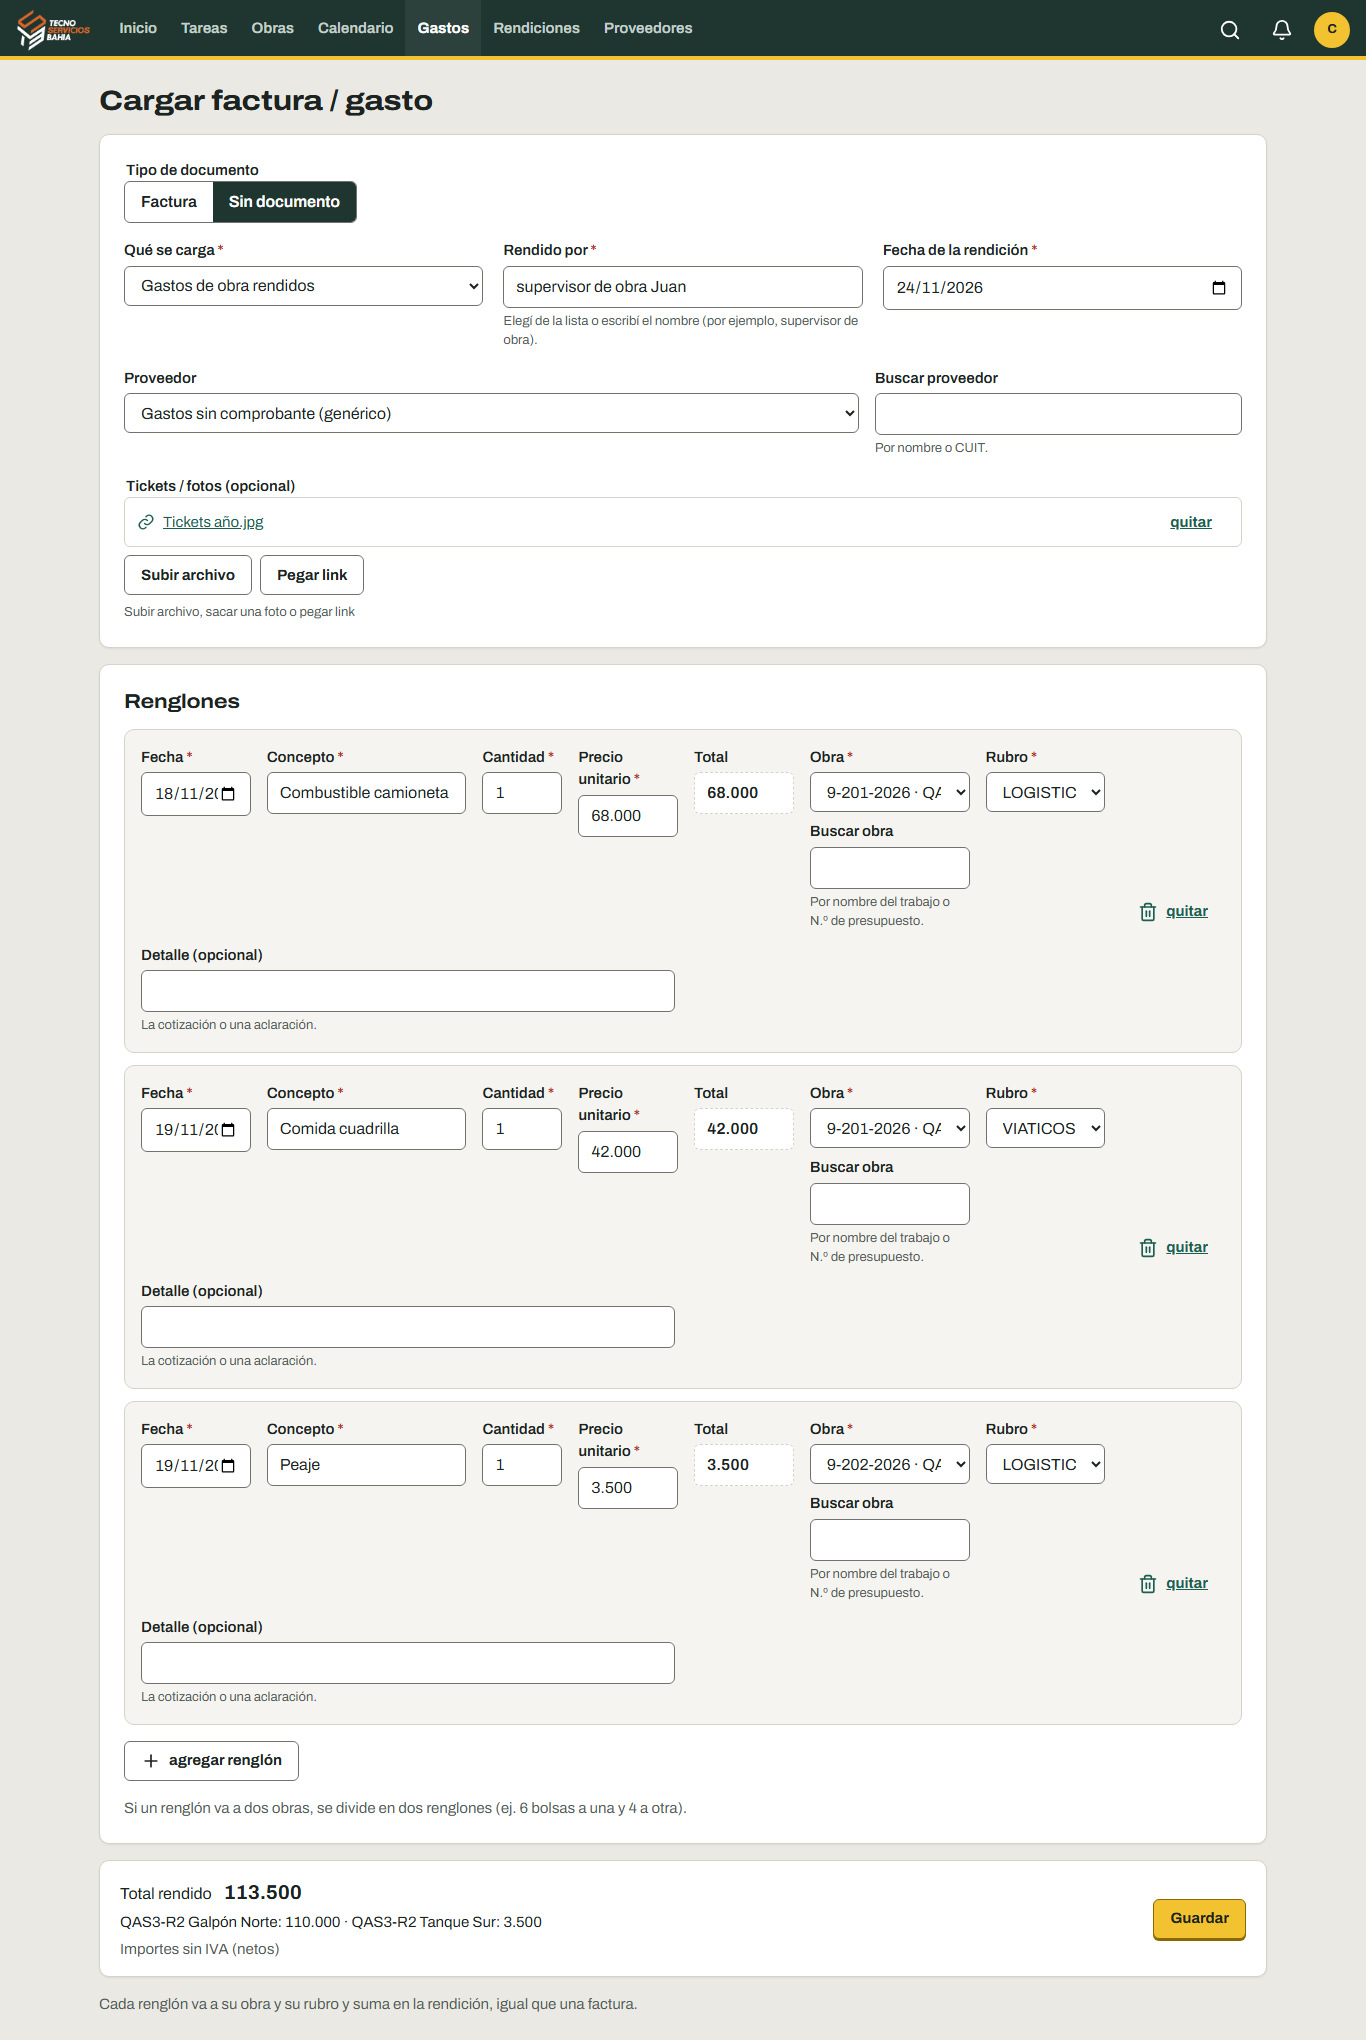 TECNO
SERVICIOS
BAHIA
Inicio
Tareas
Obras
Calendario
Gastos
Rendiciones
Proveedores
C
Cargar factura / gasto
Tipo de documento
Factura
Sin documento
Qué se carga *
Rendido por *
Fecha de la rendición *
Gastos de obra rendidos
supervisor de obra Juan
24/11/2026
Elegí de la lista o escribí el nombre (por ejemplo, supervisor de
obra).
Proveedor
Buscar proveedor
Gastos sin comprobante (genérico)
Por nombre o CUIT.
Tickets / fotos (opcional)
Tickets año.jpg
quitar
Subir archivo
Pegar link
Subir archivo, sacar una foto o pegar link
Renglones
Fecha *
Concepto *
Cantidad *
Precio
unitario *
Total
Obra *
Rubro *
18/11/20
Combustible camioneta
1
68.000
68.000
9-201-2026 · QA
LOGISTIC
Buscar obra
Por nombre del trabajo o
N.º de presupuesto.
quitar
Detalle (opcional)
La cotización o una aclaración.
Fecha *
Concepto *
Cantidad *
Precio
unitario *
Total
Obra *
Rubro *
19/11/20
Comida cuadrilla
1
42.000
42.000
9-201-2026 · QA
VIATICOS
Buscar obra
Por nombre del trabajo o
N.º de presupuesto.
quitar
Detalle (opcional)
La cotización o una aclaración.
Fecha *
Concepto *
Cantidad *
Precio
unitario *
Total
Obra *
Rubro *
19/11/20
Peaje
1
3.500
3.500
9-202-2026 · QA
LOGISTIC
Buscar obra
Por nombre del trabajo o
N.º de presupuesto.
quitar
Detalle (opcional)
La cotización o una aclaración.
agregar renglón
Si un renglón va a dos obras, se divide en dos renglones (ej. 6 bolsas a una y 4 a otra).
Total rendido 113.500
QAS3-R2 Galpón Norte: 110.000 · QAS3-R2 Tanque Sur: 3.500
Importes sin IVA (netos)
Guardar
Cada renglón va a su obra y su rubro y suma en la rendición, igual que una factura.